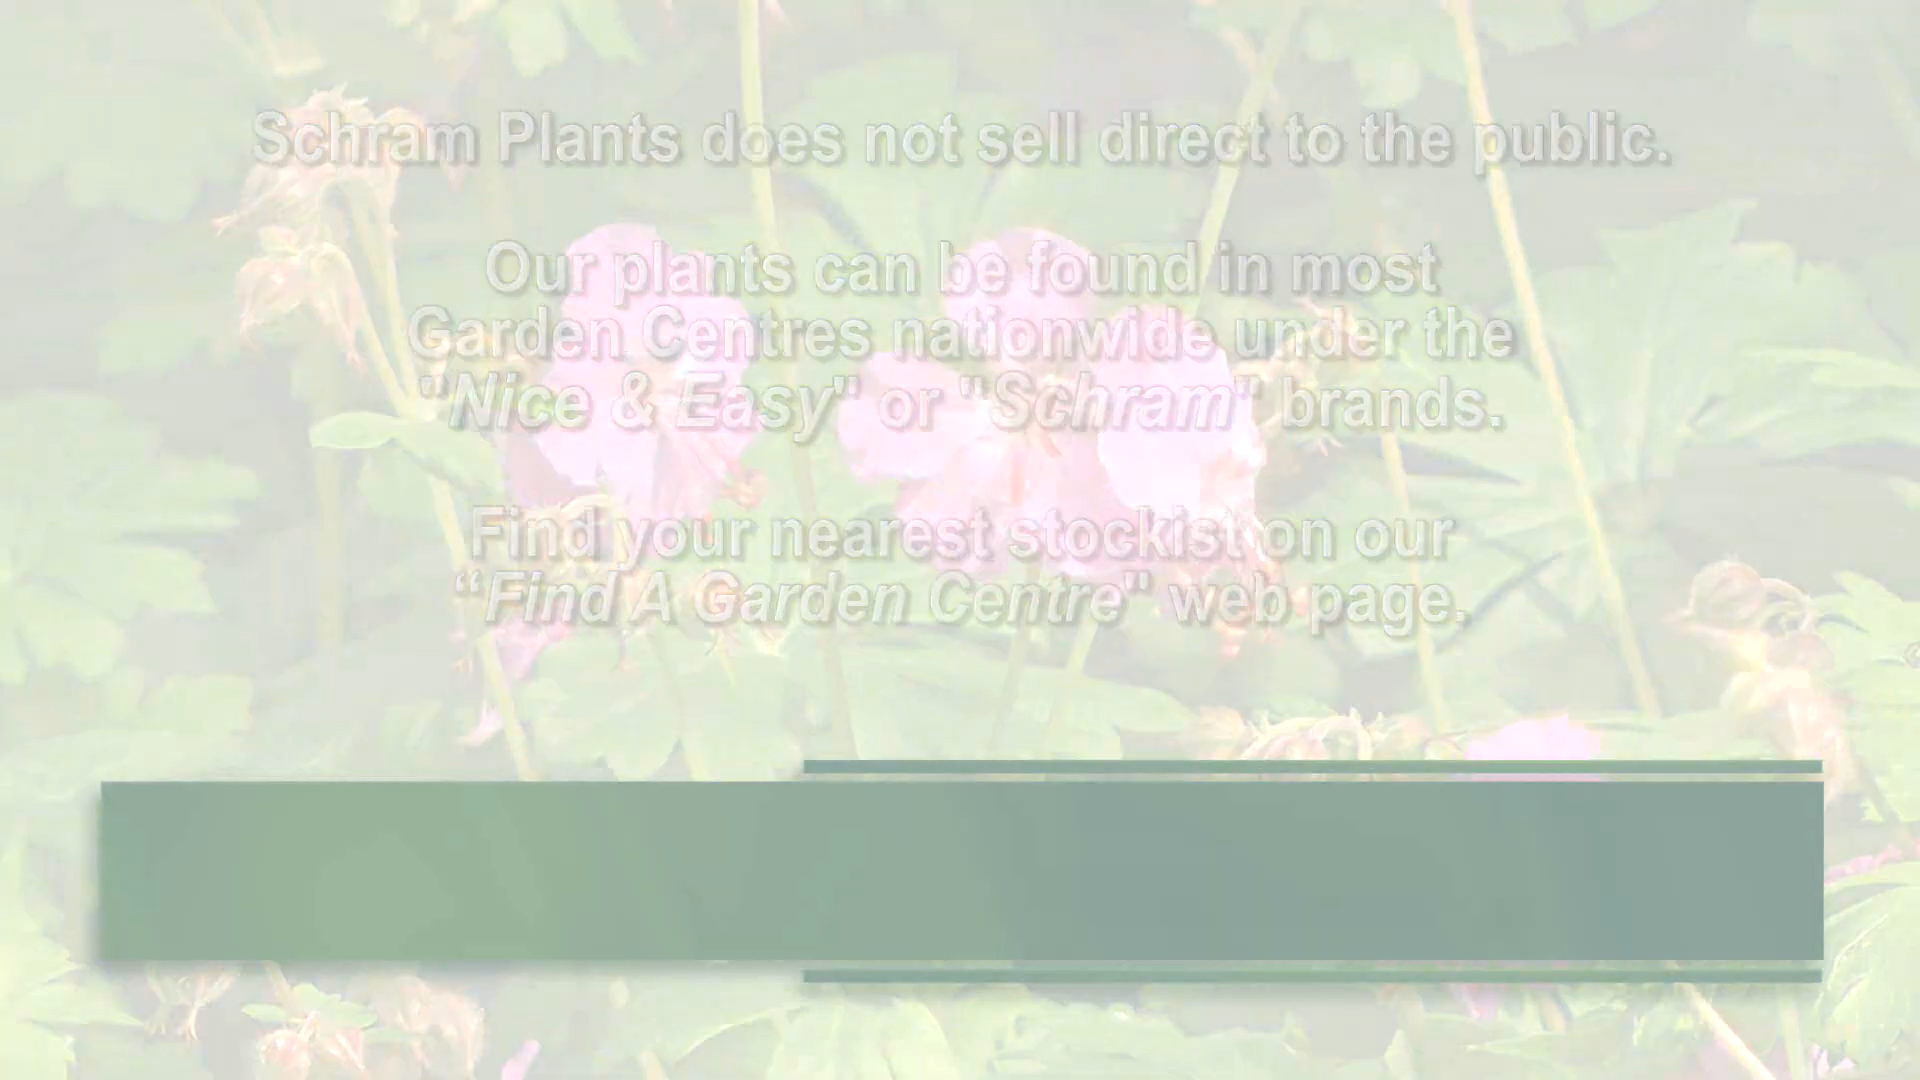 Schram Plants does not sell direct to the public.
Our plants can be found in most
Garden Centres nationwide under the
"Nice & Easy" or "Schram" brands.
Find your nearest stockist on our
“Find A Garden Centre" web page.